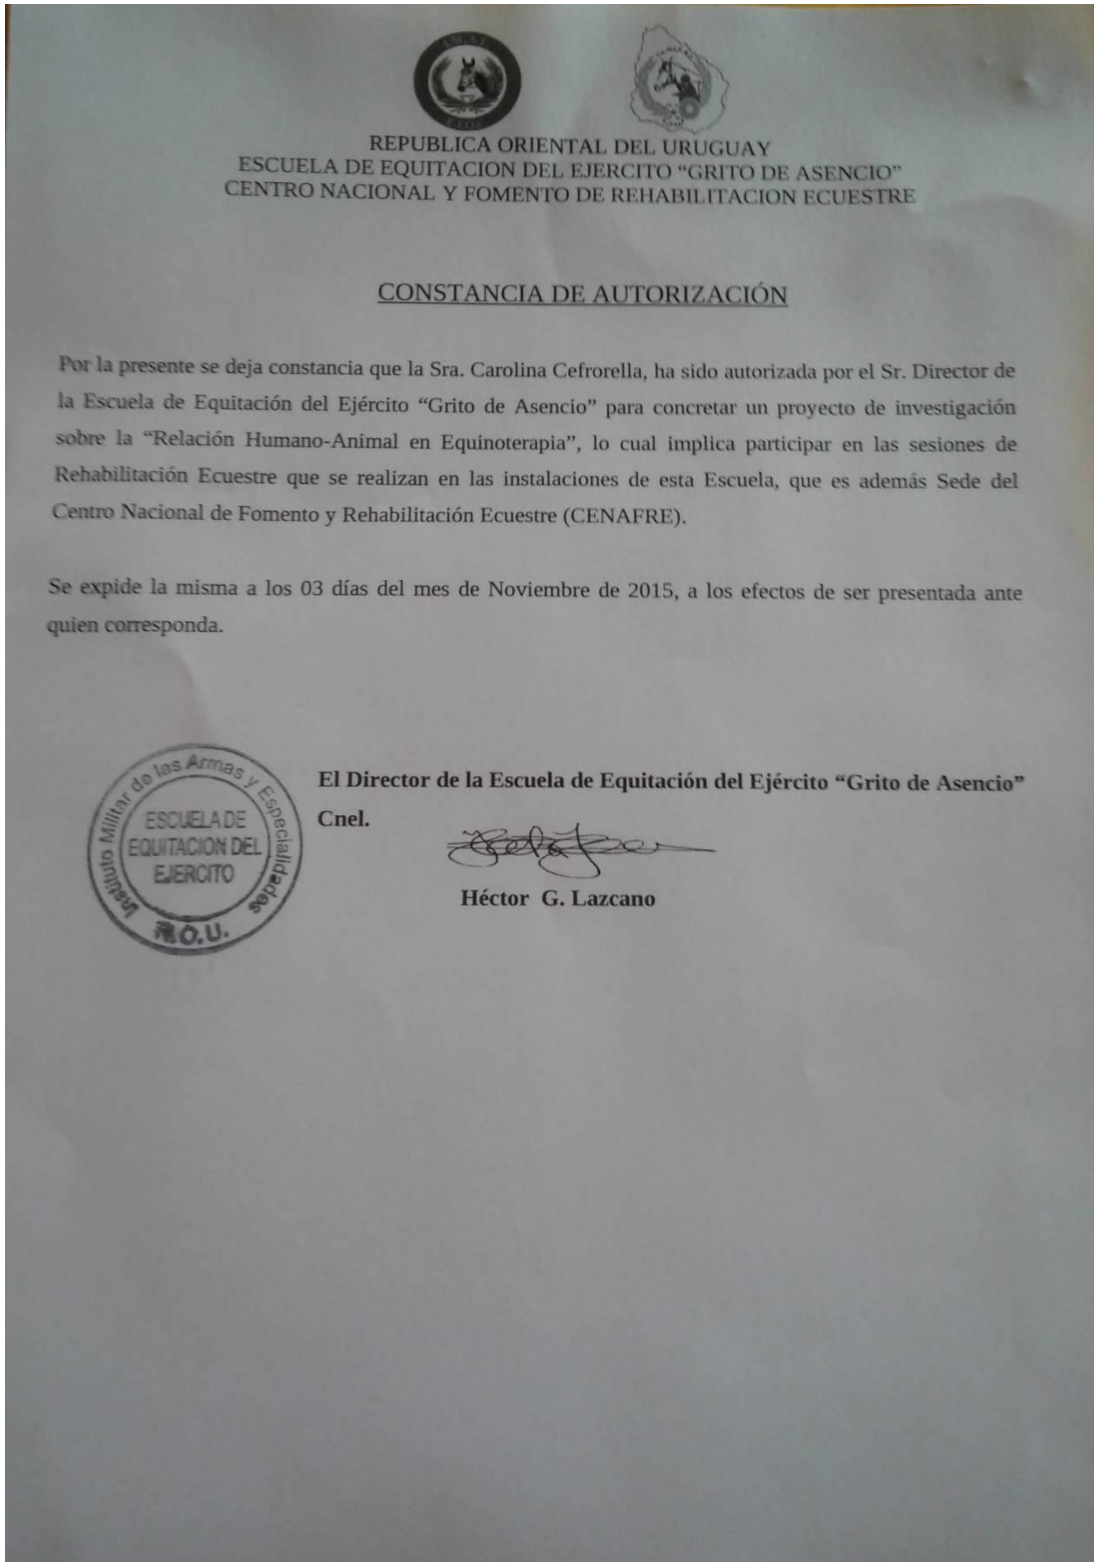 REPUBLICA ORIENTAL DEL URUGUAY
ESCUELA DE EQUITACION DEL EJERCITO “GRITO DE ASENCIO”
CENTRO NACIONAL Y FOMENTO DE REHABILITACION ECUESTRE
CONSTANCIA DE AUTORIZACIÓN
Por la presente se deja constancia que la Sra. Carolina Cefrorella, ha sido autorizada por el Sr. Director de
la Escuela de Equitación del Ejército “Grito de Asencio” para concretar un proyecto de investigación
sobre la “Relación Humano-Animal en Equinoterapia”, lo cual implica participar en las sesiones de
Rehabilitación Ecuestre que se realizan en las instalaciones de esta Escuela, que es además Sede del
Centro Nacional de Fomento y Rehabilitación Ecuestre (CENAFRE).
Se expide la misma a los 03 días del mes de Noviembre de 2015, a los efectos de ser presentada ante
quien corresponda.
Instituto Militar de las Armas y Especialidades
ESCUELA DE
EQUITACION DEL
EJERCITO
R.O.U.
El Director de la Escuela de Equitación del Ejército “Grito de Asencio”
Cnel.
Héctor G. Lazcano